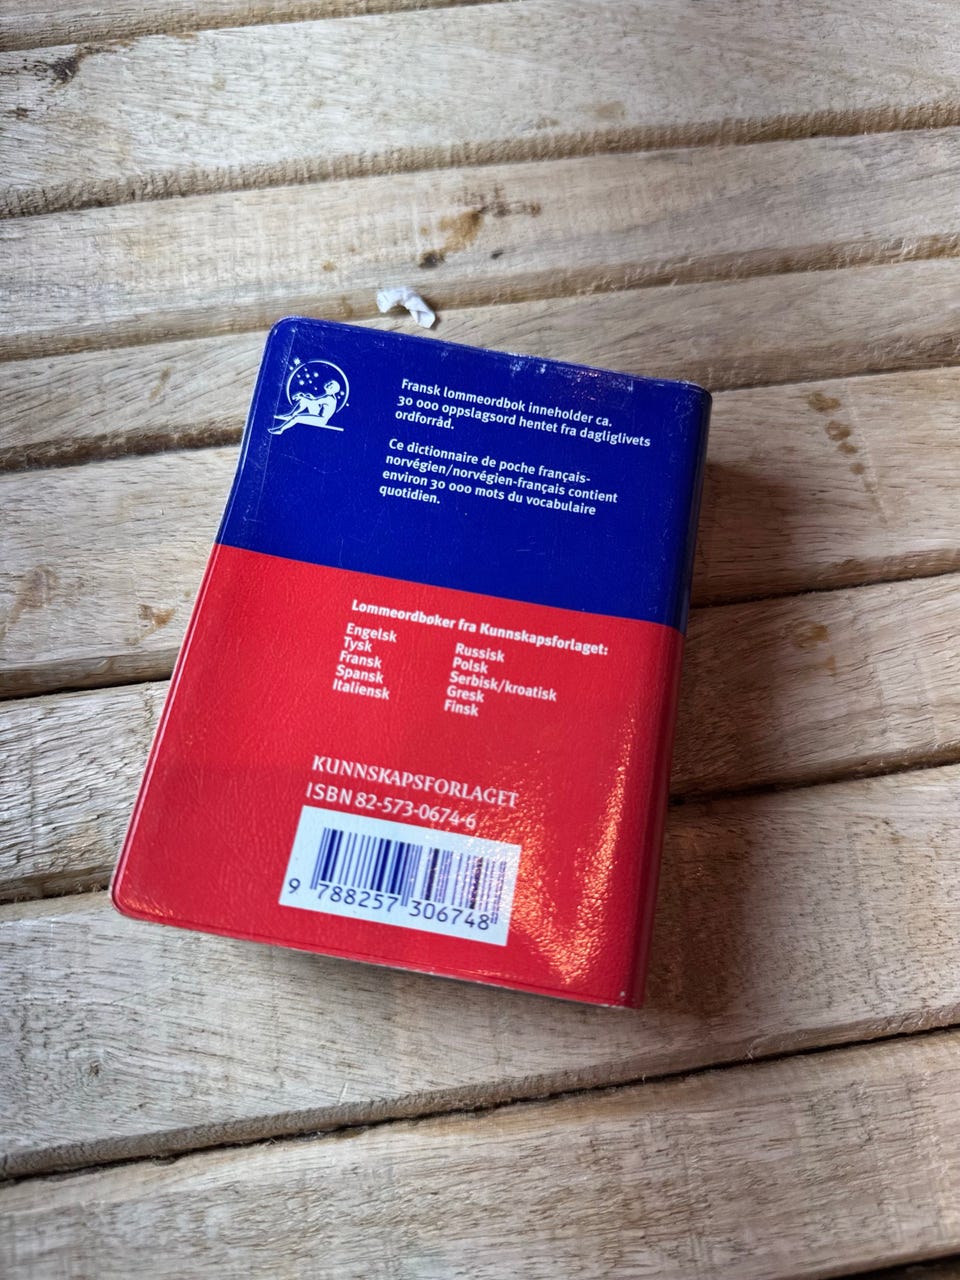 Fransk lommeordbok inneholder ca.
30 000 oppslagsord hentet fra dagliglivets
ordforråd.
Ce dictionnaire de poche français-
norvégien/norvégien-français contient
environ 30 000 mots du vocabulaire
quotidien.
Lommeordbøker fra Kunnskapsforlaget:
Engelsk
Tysk
Fransk
Spansk
Italiensk
Russisk
Polsk
Serbisk/kroatisk
Gresk
Finsk
KUNNSKAPSFORLAGET
ISBN 82-573-0674-6
9 788257 306748